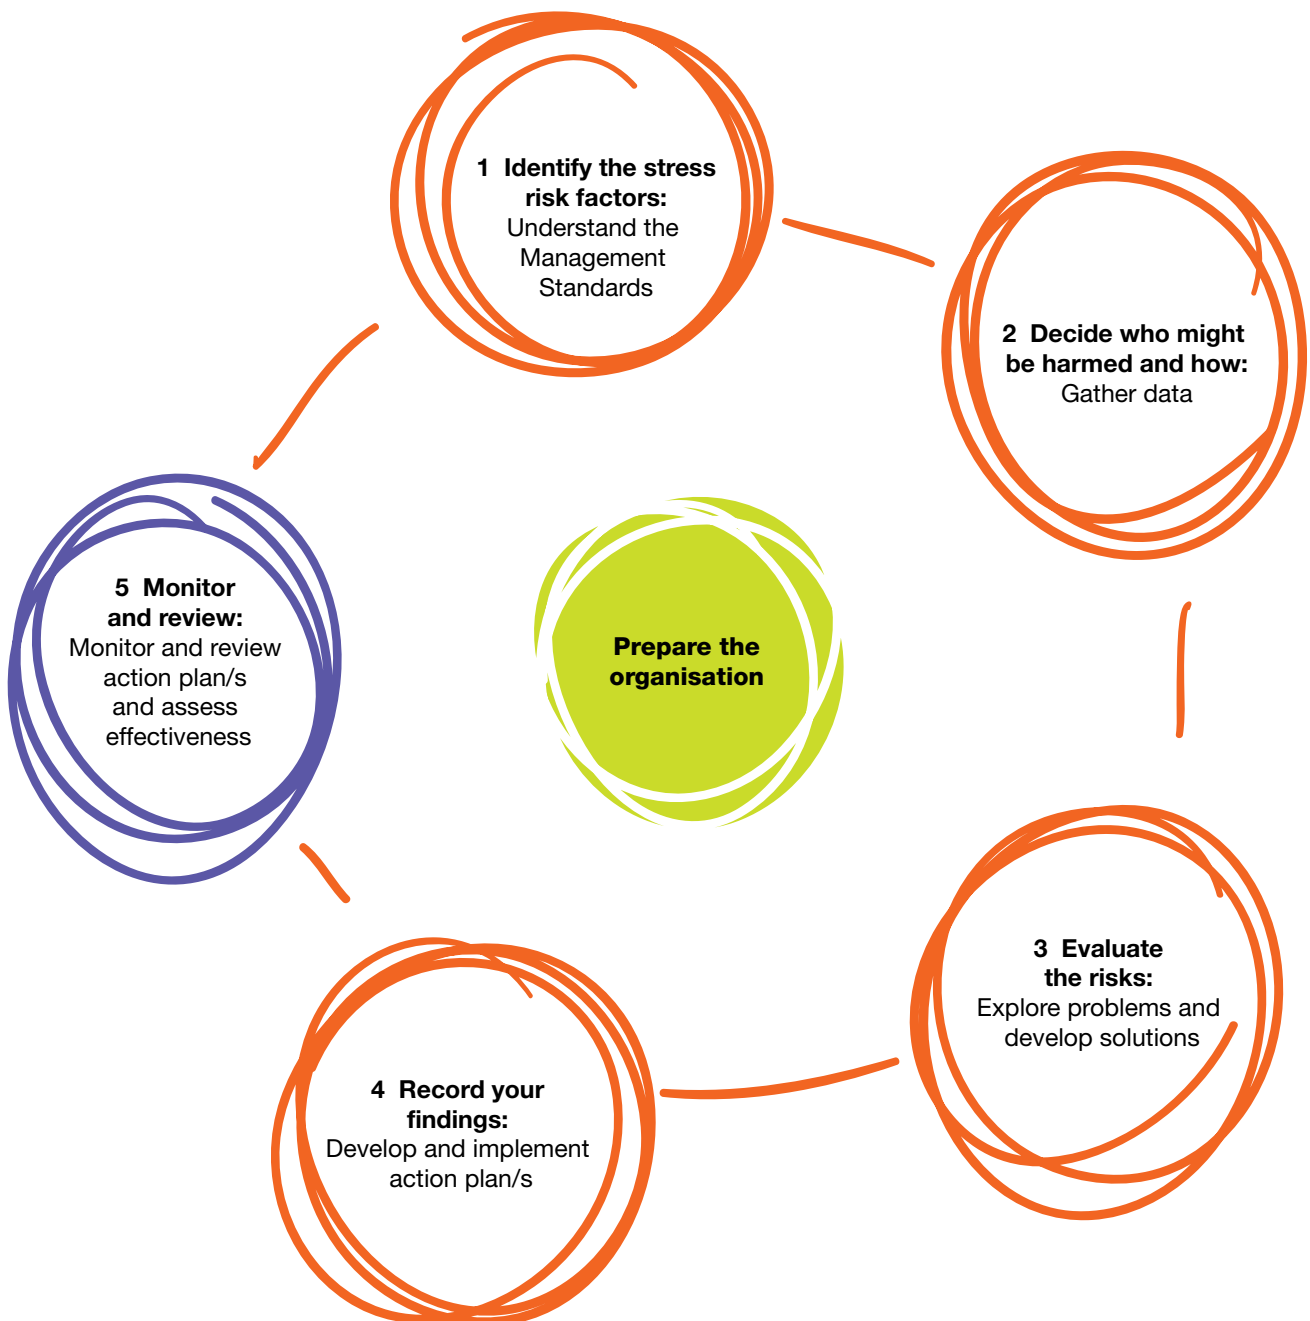 1 Identify the stress
risk factors:
Understand the
Management
Standards
2 Decide who might
be harmed and how:
Gather data
3 Evaluate
the risks:
Explore problems and
develop solutions
4 Record your
findings:
Develop and implement
action plan/s
5 Monitor
and review:
Monitor and review
action plan/s
and assess
effectiveness
Prepare the
organisation